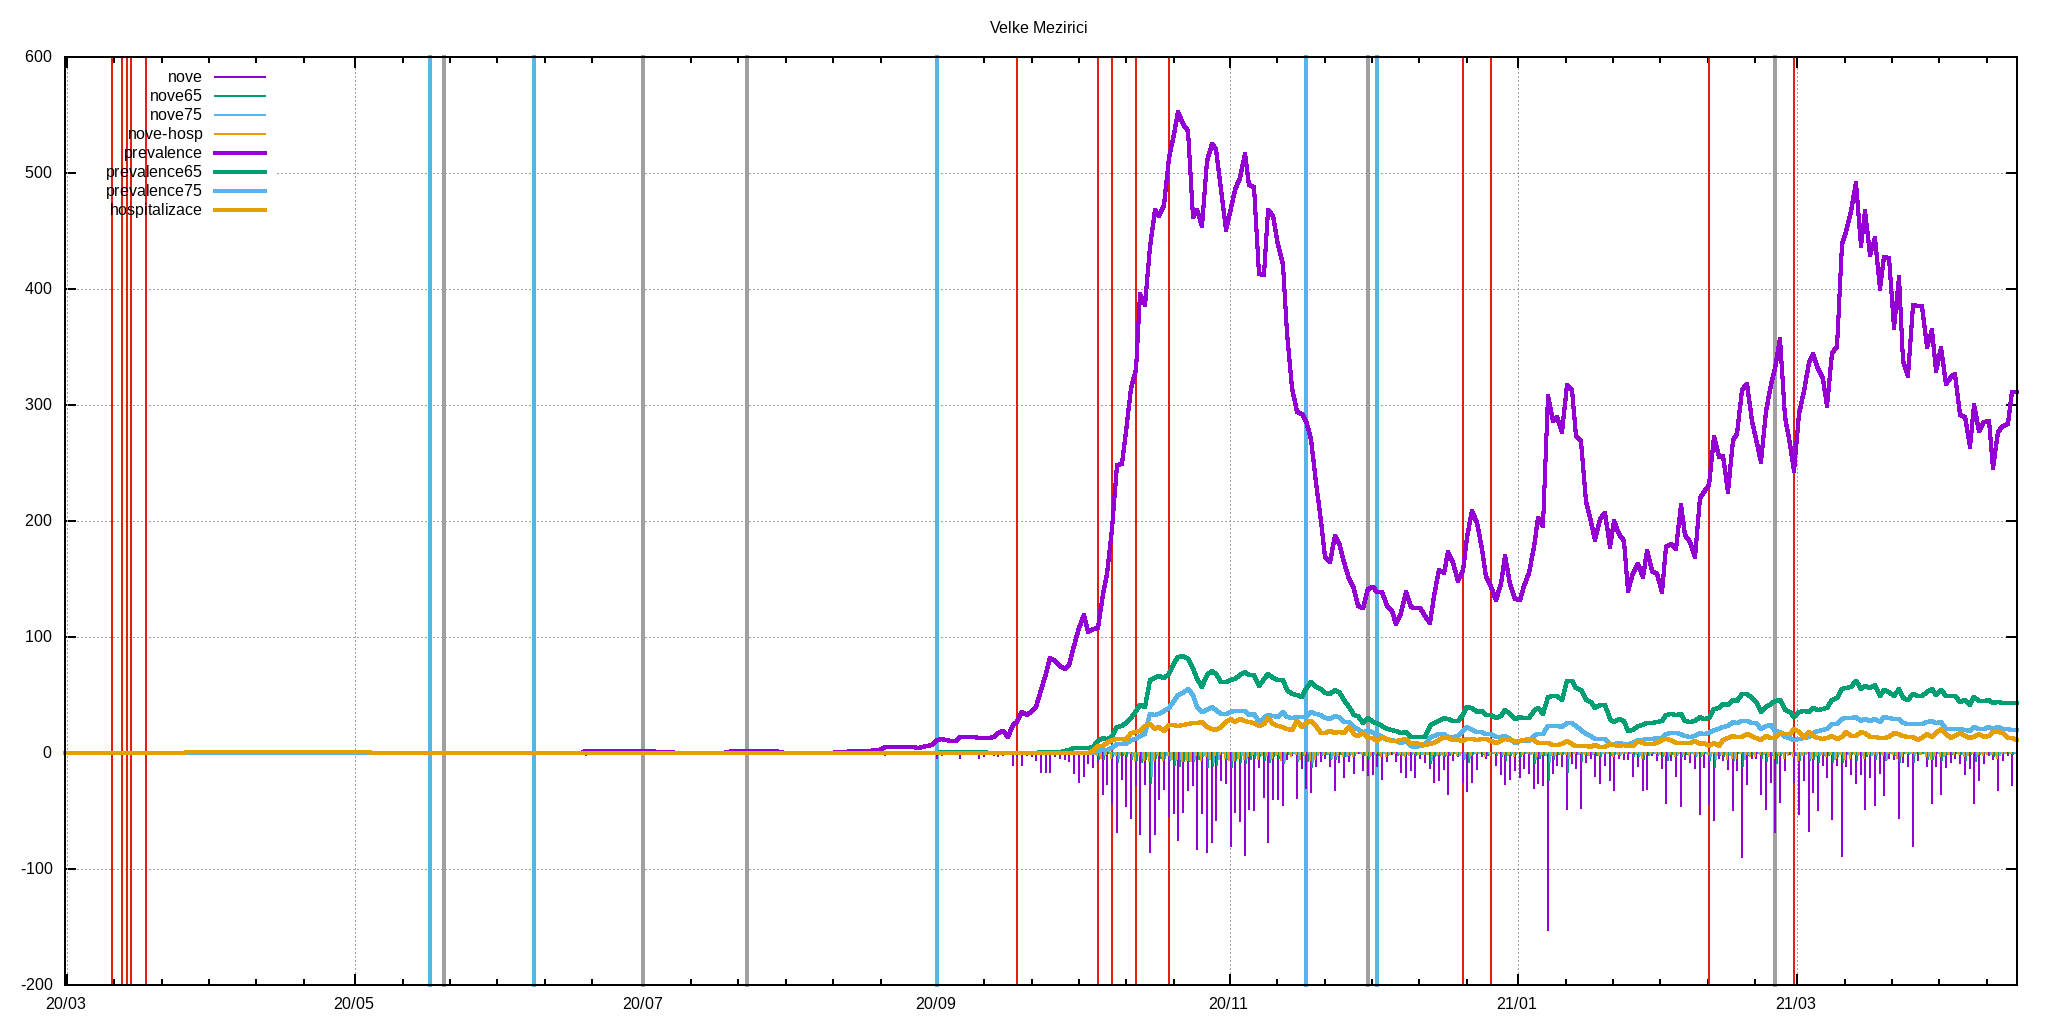 Velke Mezirici
600
500
400
300
200
100
0
-100
-200
nove
nove65
nove75
nove-hosp
prevalence
prevalence65
prevalence75
hospitalizace
20/03 20/05 20/07 20/09 20/11 21/01 21/03